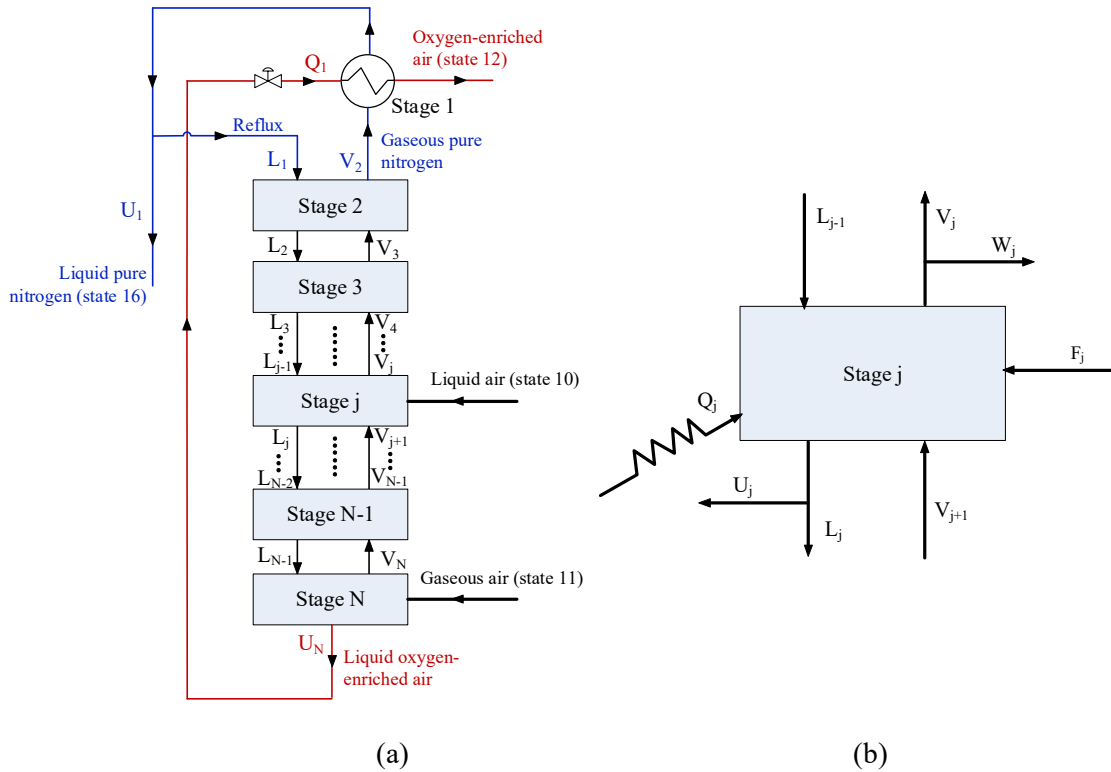 Oxygen-enriched
air (state 12)
Q1
Stage 1
Reflux
Gaseous pure
nitrogen
L1
V2
U1
Stage 2
L2
V3
Liquid pure
nitrogen (state 16)
Stage 3
L3
V4
Lj-1
Vj
Liquid air (state 10)
Stage j
Lj
Vj+1
LN-2
VN-1
Stage N-1
LN-1
VN
Gaseous air (state 11)
Stage N
UN
Liquid oxygen-
enriched air
(a)
Lj-1
Vj
Wj
Fj
Stage j
Qj
Uj
Lj
Vj+1
(b)